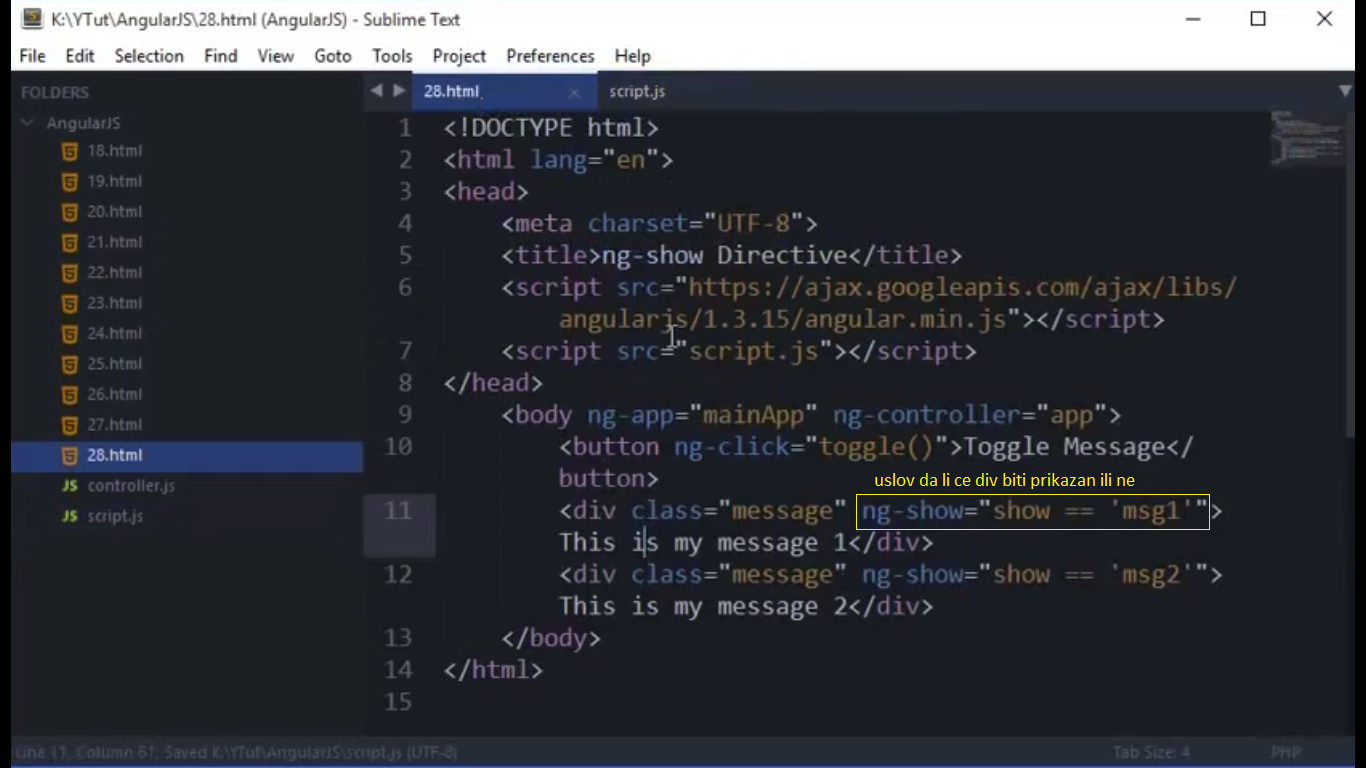 K:\YTut\AngularJS\28.html (AngularJS) - Sublime Text
File Edit Selection Find View Goto Tools Project Preferences Help
FOLDERS
AngularJS
18.html
19.html
20.html
21.html
22.html
23.html
24.html
25.html
26.html
27.html
28.html
controller.js
script.js
28.html
script.js
1 <!DOCTYPE html>
2 <html lang="en">
3 <head>
4 <meta charset="UTF-8">
5 <title>ng-show Directive</title>
6 <script src="https://ajax.googleapis.com/ajax/libs/
angularjs/1.3.15/angular.min.js"></script>
7 <script src="script.js"></script>
8 </head>
9 <body ng-app="mainApp" ng-controller="app">
10 <button ng-click="toggle()">Toggle Message</
button>
uslov da li ce div biti prikazan ili ne
11 <div class="message" ng-show="show == 'msg1'">
This is my message 1</div>
12 <div class="message" ng-show="show == 'msg2'">
This is my message 2</div>
13 </body>
14 </html>
15
Line 11, Column 61; Saved K:\YTut\AngularJS\script.js (UTF-8)
Tab Size: 4
PHP